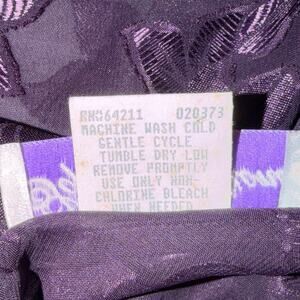 RN#64211 020373
MACHINE WASH COLD
GENTLE CYCLE
TUMBLE DRY LOW
REMOVE PROMPTLY
USE ONLY NON-
CHLORINE BLEACH
WHEN NEEDED